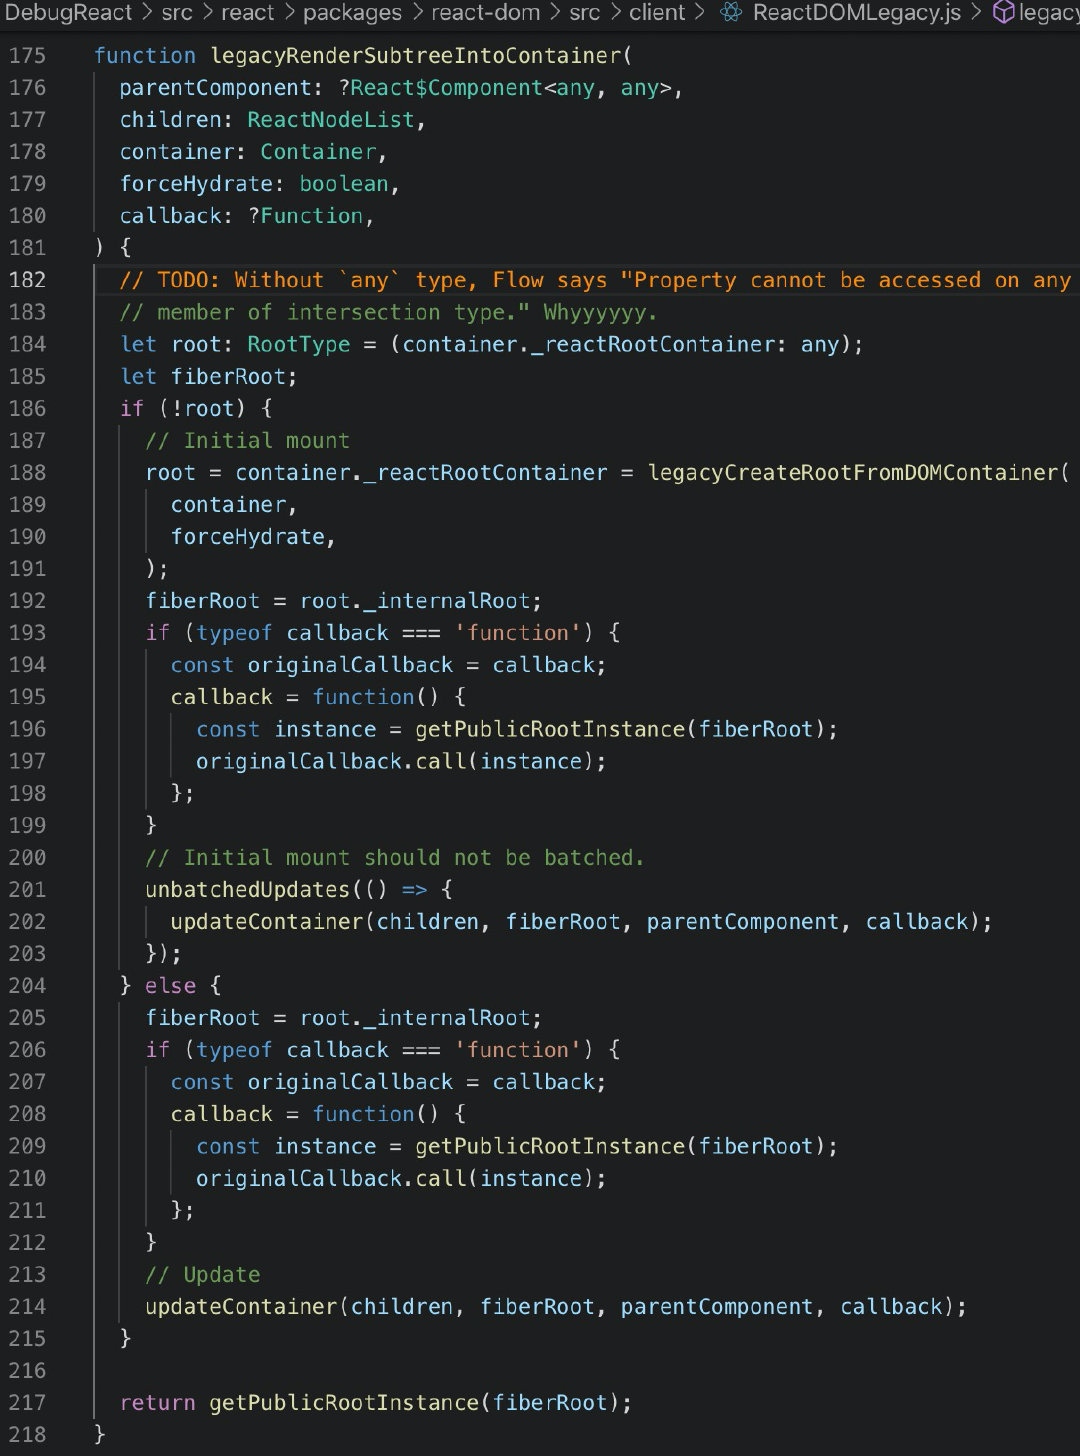 DebugReact > src > react > packages > react-dom > src > client > ReactDOMLegacy.js > legacy
175 function legacyRenderSubtreeIntoContainer(
176 parentComponent: ?React$Component<any, any>,
177 children: ReactNodeList,
178 container: Container,
179 forceHydrate: boolean,
180 callback: ?Function,
181 ) {
182 // TODO: Without `any` type, Flow says "Property cannot be accessed on any
183 // member of intersection type." Whyyyyyy.
184 let root: RootType = (container._reactRootContainer: any);
185 let fiberRoot;
186 if (!root) {
187 // Initial mount
188 root = container._reactRootContainer = legacyCreateRootFromDOMContainer(
189 container,
190 forceHydrate,
191 );
192 fiberRoot = root._internalRoot;
193 if (typeof callback === 'function') {
194 const originalCallback = callback;
195 callback = function() {
196 const instance = getPublicRootInstance(fiberRoot);
197 originalCallback.call(instance);
198 };
199 }
200 // Initial mount should not be batched.
201 unbatchedUpdates(() => {
202 updateContainer(children, fiberRoot, parentComponent, callback);
203 });
204 } else {
205 fiberRoot = root._internalRoot;
206 if (typeof callback === 'function') {
207 const originalCallback = callback;
208 callback = function() {
209 const instance = getPublicRootInstance(fiberRoot);
210 originalCallback.call(instance);
211 };
212 }
213 // Update
214 updateContainer(children, fiberRoot, parentComponent, callback);
215 }
216
217 return getPublicRootInstance(fiberRoot);
218 }